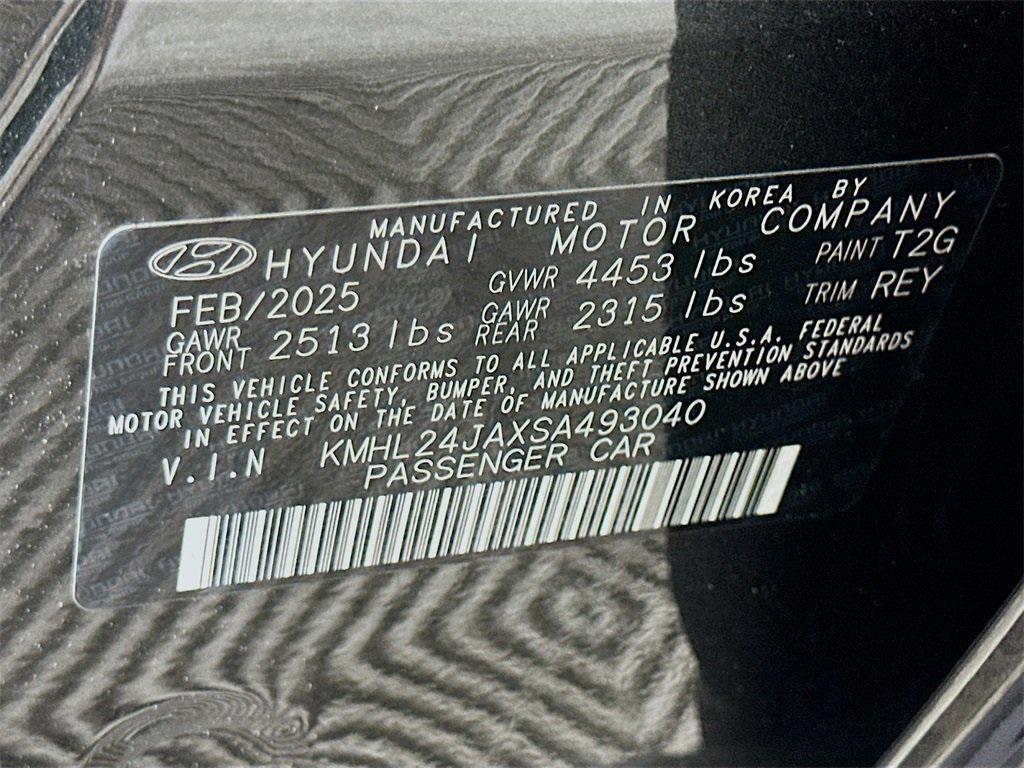 MANUFACTURED IN KOREA BY
HYUNDAI MOTOR COMPANY
FEB/2025 GVWR 4453 lbs PAINT T2G
GAWR FRONT 2513 lbs GAWR REAR 2315 lbs TRIM REY
THIS VEHICLE CONFORMS TO ALL APPLICABLE U.S.A. FEDERAL
MOTOR VEHICLE SAFETY, BUMPER, AND THEFT PREVENTION STANDARDS
IN EFFECT ON THE DATE OF MANUFACTURE SHOWN ABOVE
V.I.N KMHL24JAXSA493040
PASSENGER CAR